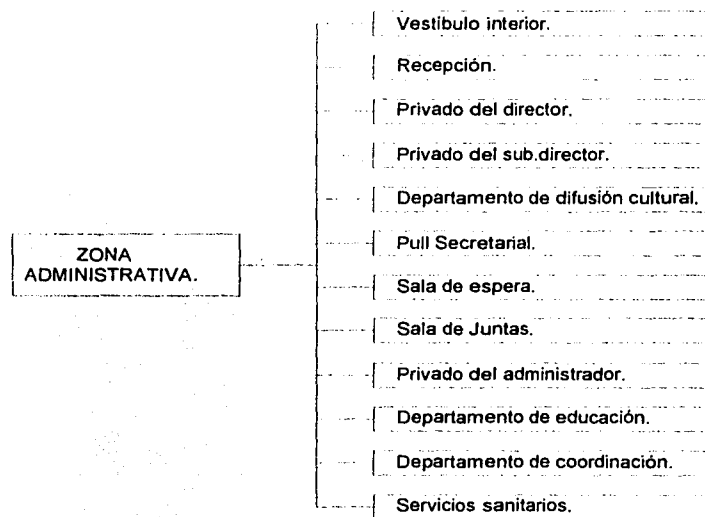 Vestíbulo interior.
Recepción.
Privado del director.
Privado del sub.director.
Departamento de difusión cultural.
ZONA
ADMINISTRATIVA.
Pull Secretarial.
Sala de espera.
Sala de Juntas.
Privado del administrador.
Departamento de educación.
Departamento de coordinación.
Servicios sanitarios.